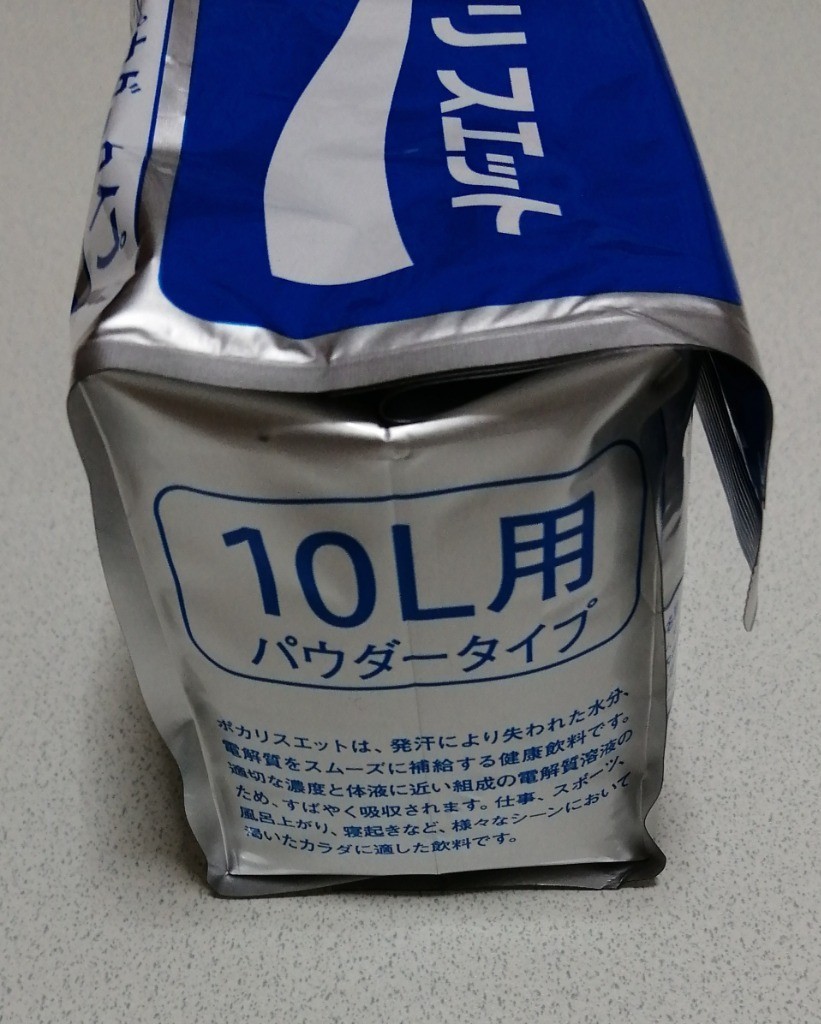 リスエット
タイプ
10L用
パウダータイプ
ポカリスエットは、発汗により失われた水分、
電解質をスムーズに補給する健康飲料です。
適切な濃度と体液に近い組成の電解質溶液の
ため、すばやく吸収されます。仕事、スポーツ、
風呂上がり、寝起きなど、様々なシーンにおいて
渇いたカラダに適した飲料です。